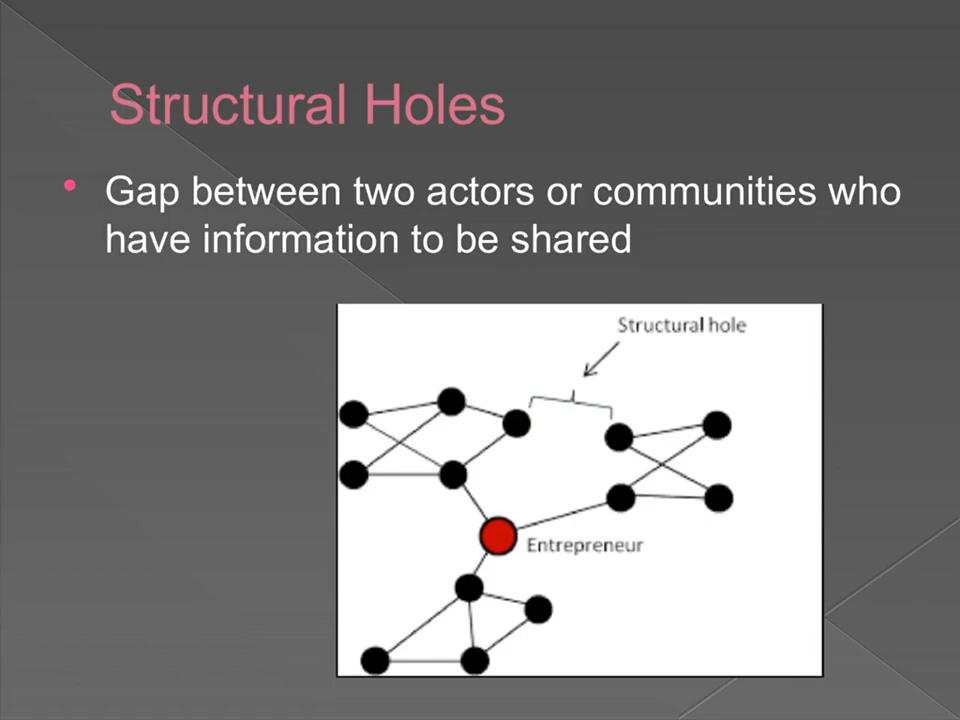 Structural Holes
• Gap between two actors or communities who
have information to be shared
Structural hole
Entrepreneur